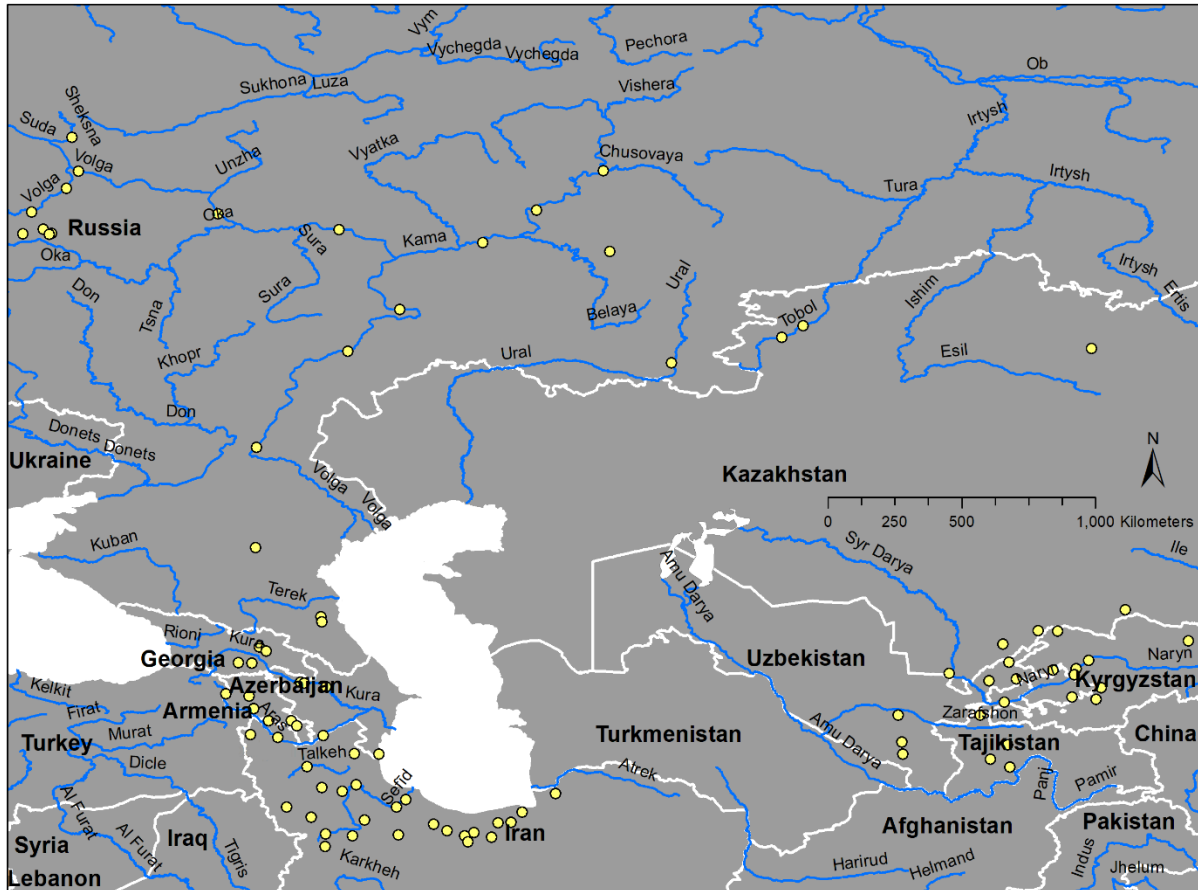 Vym
Vychegda
Vychegda
Pechora
Ob
Sukhona
Luza
Vishera
Sheksna
Suda
Irtysh
Volga
Unzha
Vyatka
Chusovaya
Volga
Tura
Irtysh
Oka
Russia
Sura
Kama
Oka
Don
Tsna
Sura
Ural
Belaya
Irtysh
Ishim
Ertis
Tobol
Khopr
Ural
Esil
Don
Donets
Donets
Ukraine
Volga
Volga
Kazakhstan
N
0 250 500 1,000 Kilometers
Kuban
Amu Darya
Syr Darya
Ile
Terek
Rioni
Kura
Georgia
Uzbekistan
Naryn
Naryn
Kyrgyzstan
Kelkit
Azerbaijan
Kura
Firat
Armenia
Aras
Zarafshon
Turkey
Murat
Talkeh
Turkmenistan
Amu Darya
Tajikistan
China
Dicle
Sefid
Atrek
Panj
Pamir
Al Furat
Al Furat
Iraq
Tigris
Iran
Afghanistan
Pakistan
Syria
Karkheh
Harirud
Helmand
Indus
Jhelum
Lebanon